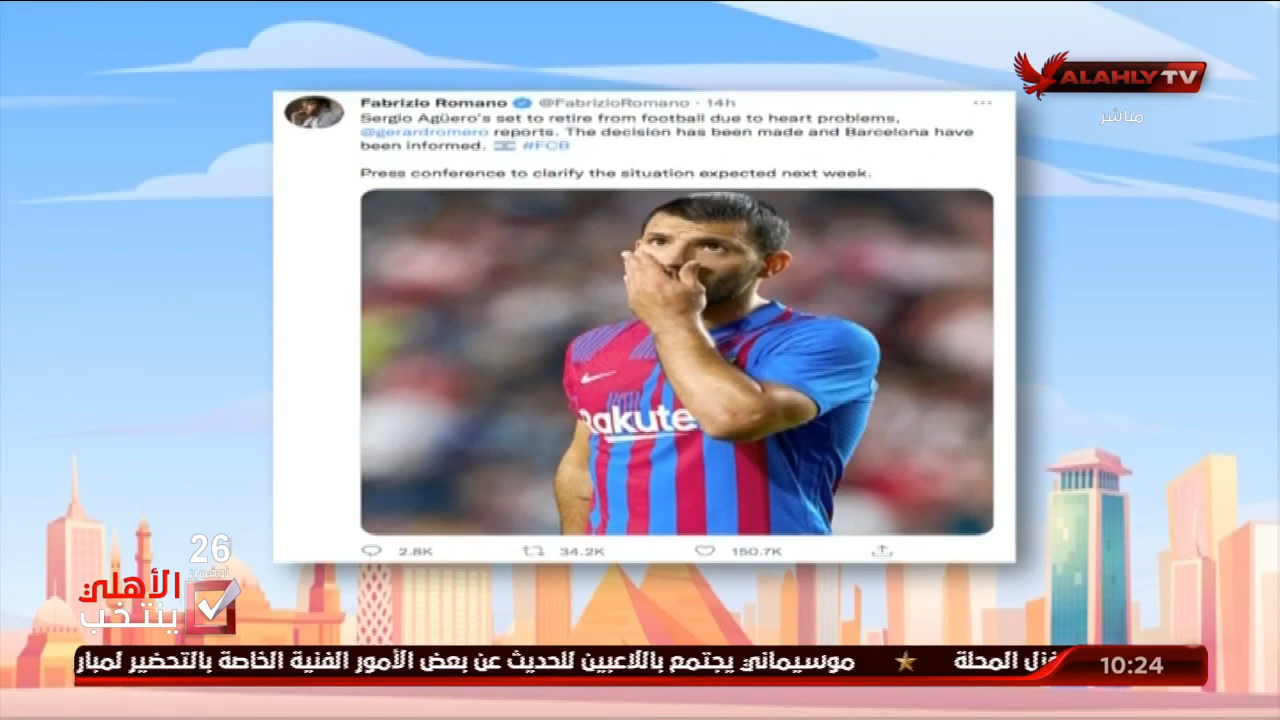 ALAHLY TV
مباشر
Fabrizio Romano @FabrizioRomano · 14h
Sergio Agüero's set to retire from football due to heart problems,
@gerardromero reports. The decision has been made and Barcelona have
been informed. #FCB
Press conference to clarify the situation expected next week.
Rakute
2.8K 34.2K 150.7K
26
نوفمبر
الأهلي
ينتخب
غزل المحلة ★ موسيماني يجتمع باللاعبين للحديث عن بعض الأمور الفنية الخاصة بالتحضير لمبار
10:24